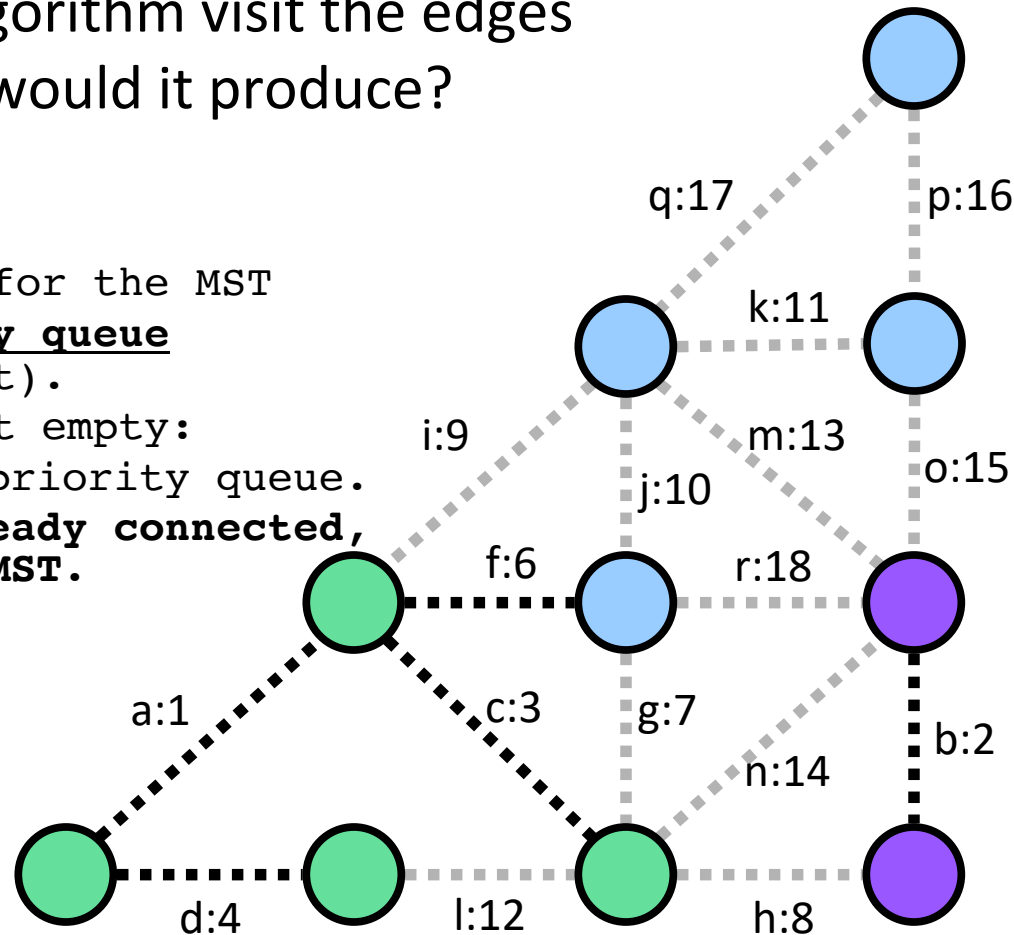 gorithm visit the edges
would it produce?
q:17
p:16
for the MST
y queue
k:11
t).
t empty:
i:9
m:13
priority queue.
j:10
o:15
eady connected,
MST.
f:6
r:18
a:1
c:3
g:7
b:2
n:14
d:4
l:12
h:8